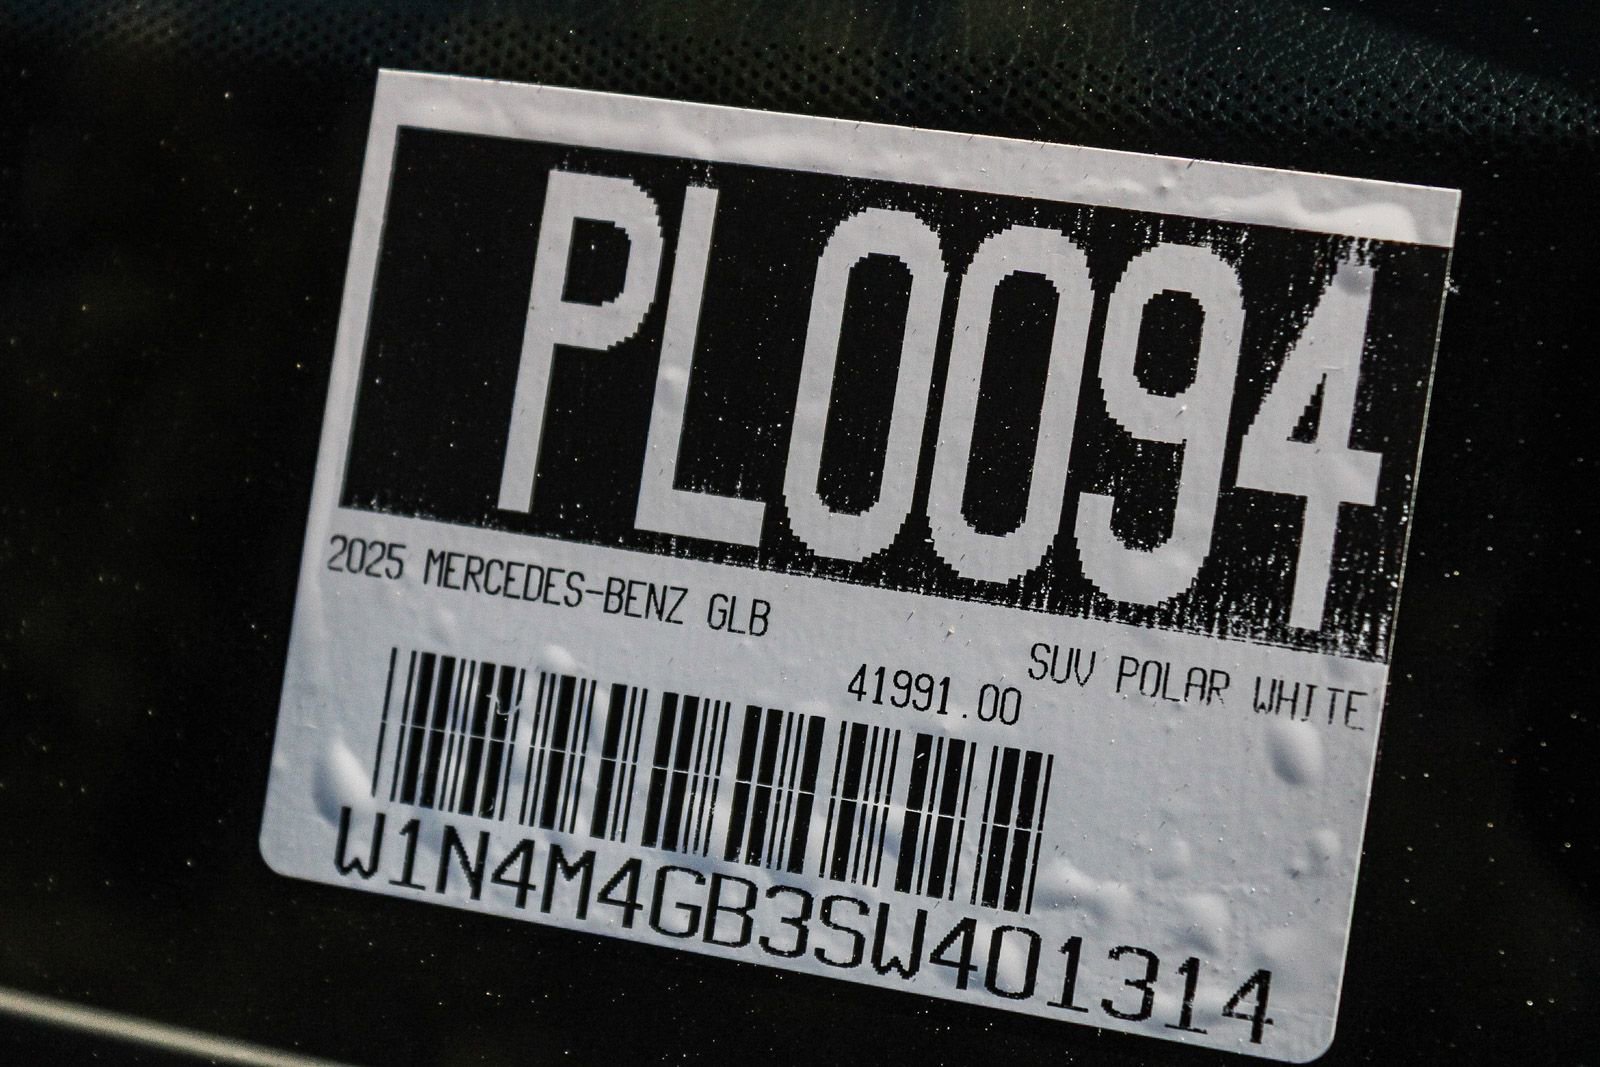 PL0094
2025 MERCEDES-BENZ GLB
SUV POLAR WHITE
41991.00
W1N4M4GB3SW401314